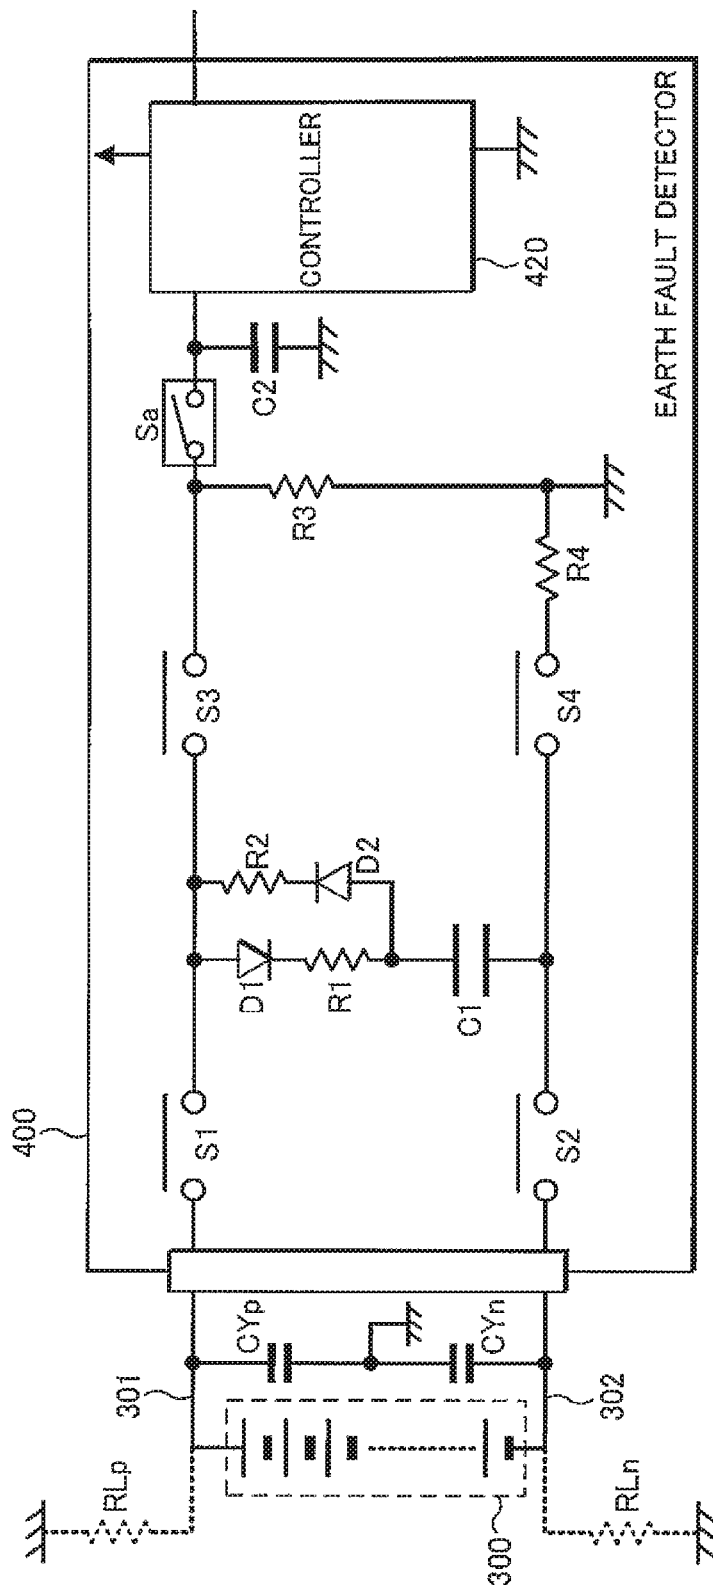 400
EARTH FAULT DETECTOR
CONTROLLER
420
Sa
C2
R3
R4
S3
S4
R2
D2
D1
R1
C1
S1
S2
CYp
CYn
301
302
300
RLp
RLn